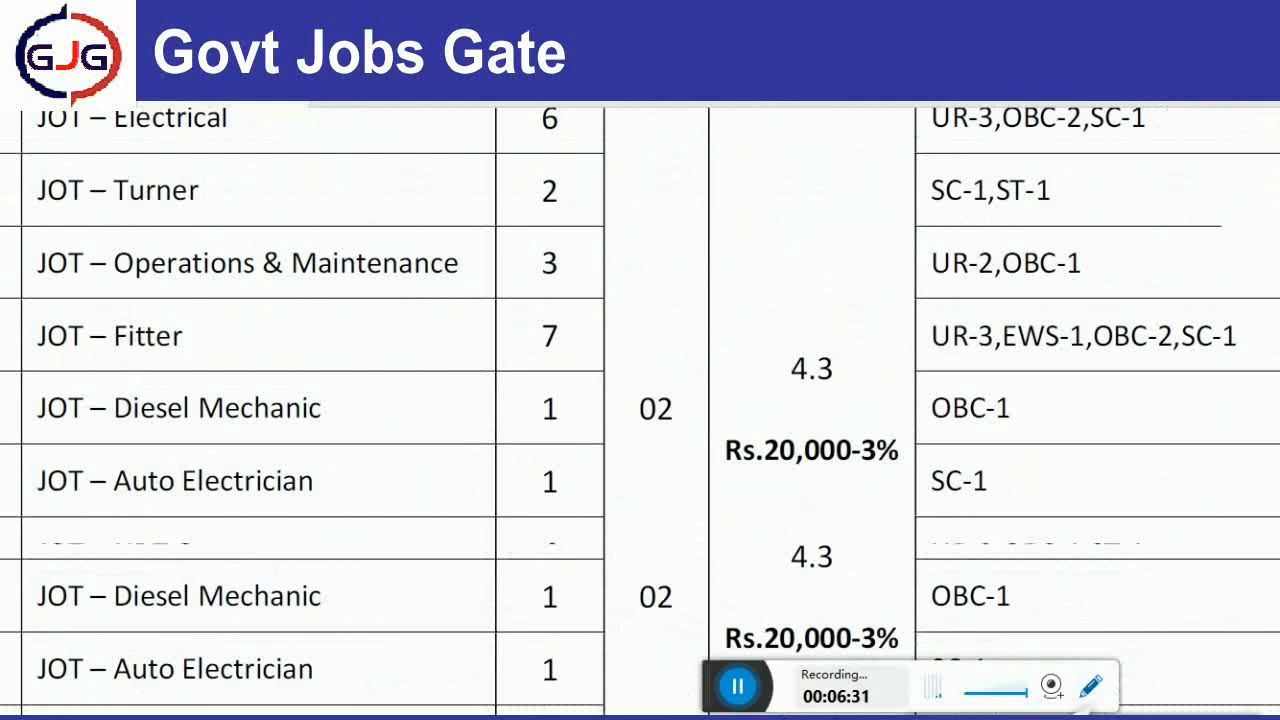 GJG Govt Jobs Gate
JOT – Electrical 6 UR-3,OBC-2,SC-1
JOT – Turner 2 SC-1,ST-1
JOT – Operations & Maintenance 3 UR-2,OBC-1
JOT – Fitter 7 UR-3,EWS-1,OBC-2,SC-1
4.3
JOT – Diesel Mechanic 1 02 OBC-1
Rs.20,000-3%
JOT – Auto Electrician 1 SC-1
4.3
JOT – Diesel Mechanic 1 02 OBC-1
Rs.20,000-3%
JOT – Auto Electrician 1
Recording...
00:06:31